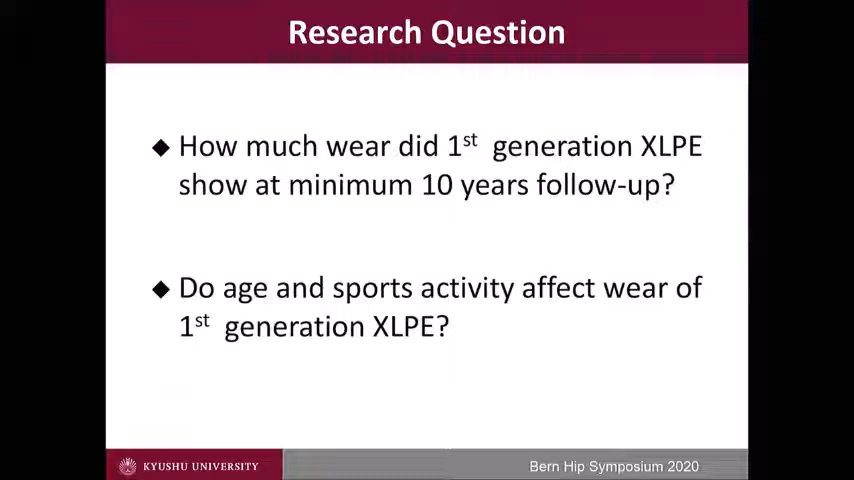 Research Question
◆ How much wear did 1st generation XLPE
show at minimum 10 years follow-up?
◆ Do age and sports activity affect wear of
1st generation XLPE?
KYUSHU UNIVERSITY
Bern Hip Symposium 2020